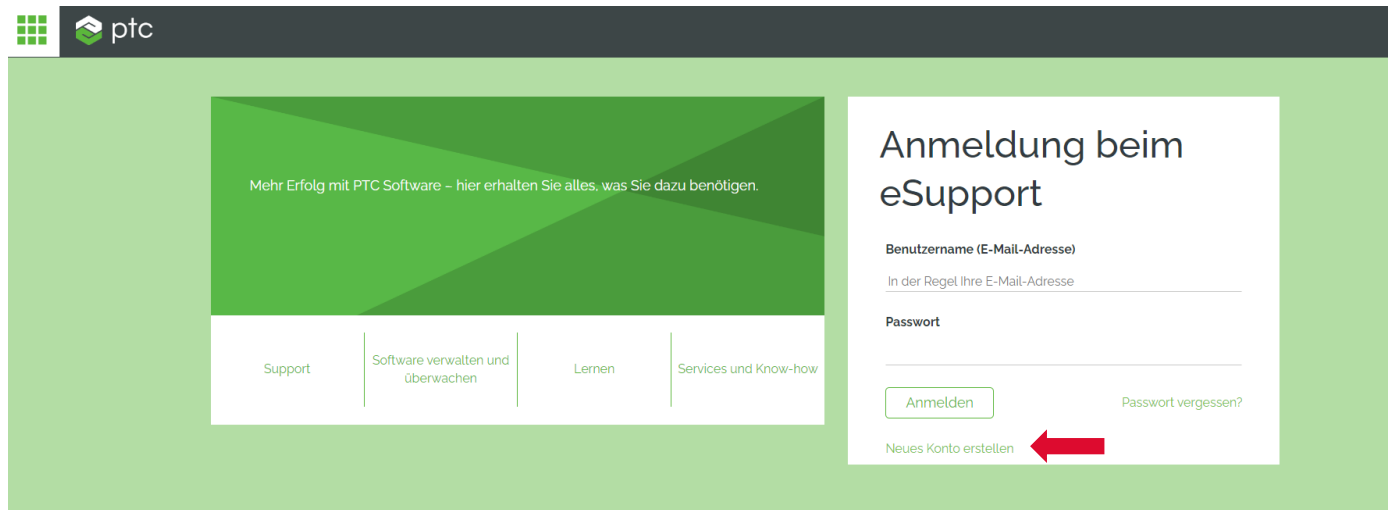 ptc
Mehr Erfolg mit PTC Software – hier erhalten Sie alles, was Sie dazu benötigen.
Support
Software verwalten und
überwachen
Lernen
Services und Know-how
Anmeldung beim
eSupport
Benutzername (E-Mail-Adresse)
In der Regel Ihre E-Mail-Adresse
Passwort
Anmelden
Passwort vergessen?
Neues Konto erstellen